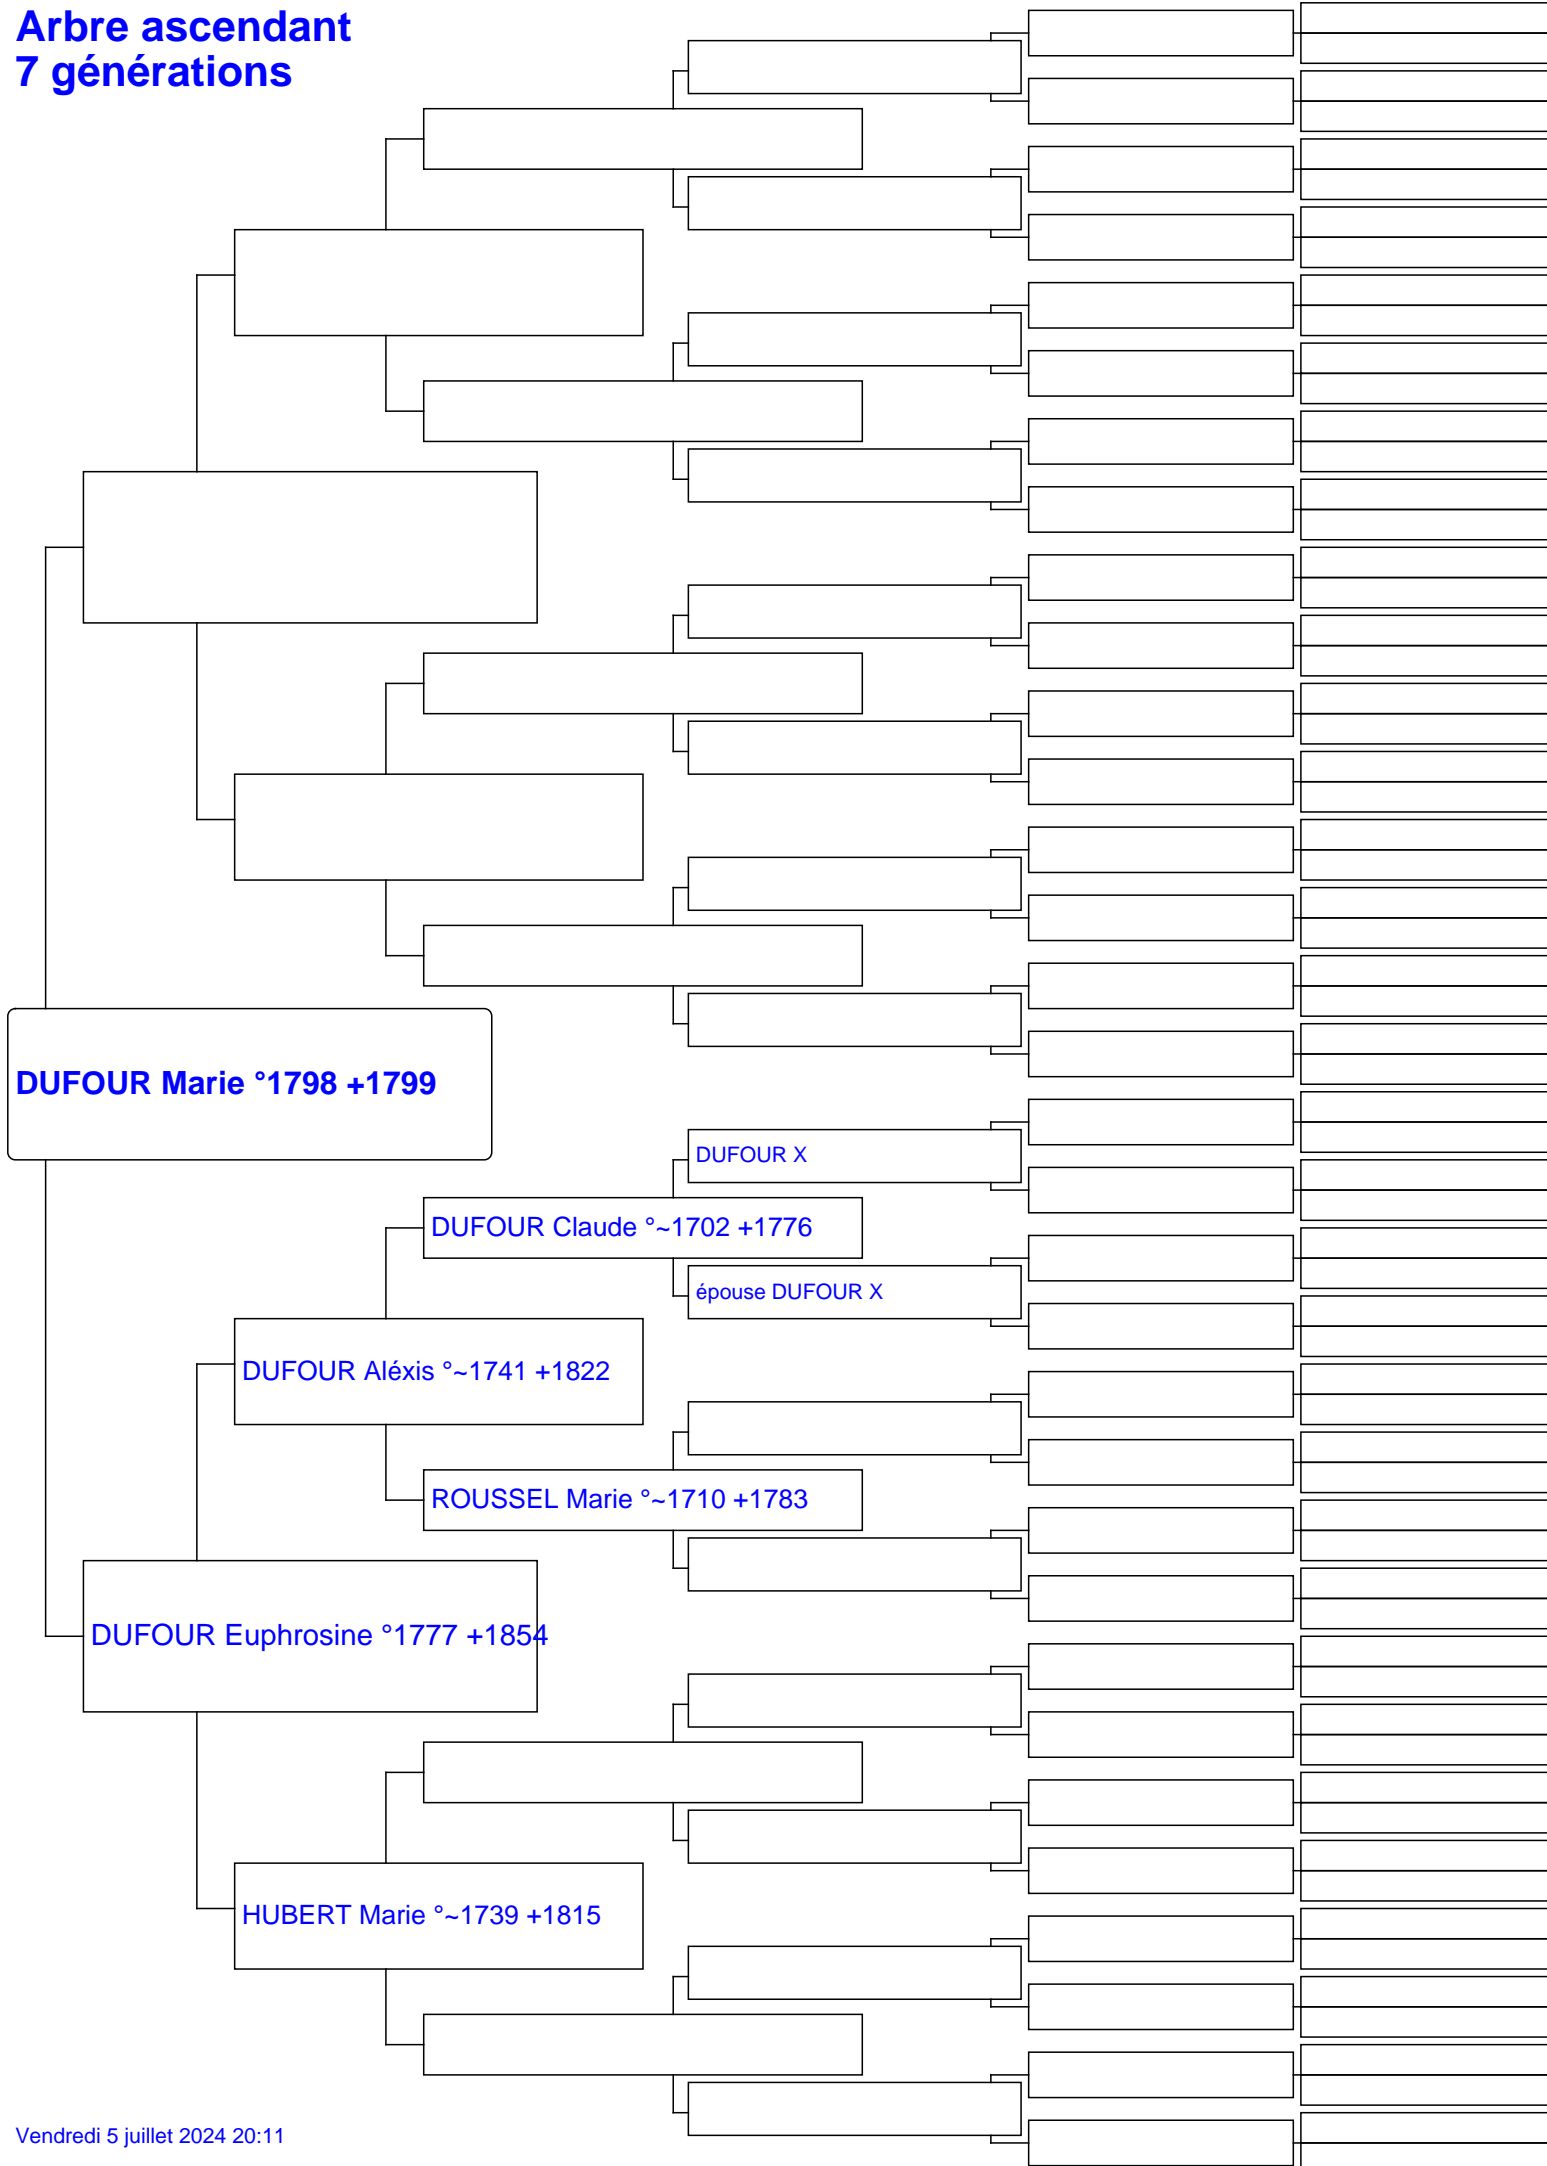 Arbre ascendant
7 générations
DUFOUR Marie °1798 +1799
DUFOUR X
DUFOUR Claude °~1702 +1776
épouse DUFOUR X
DUFOUR Aléxis °~1741 +1822
ROUSSEL Marie °~1710 +1783
DUFOUR Euphrosine °1777 +1854
HUBERT Marie °~1739 +1815
Vendredi 5 juillet 2024 20:11